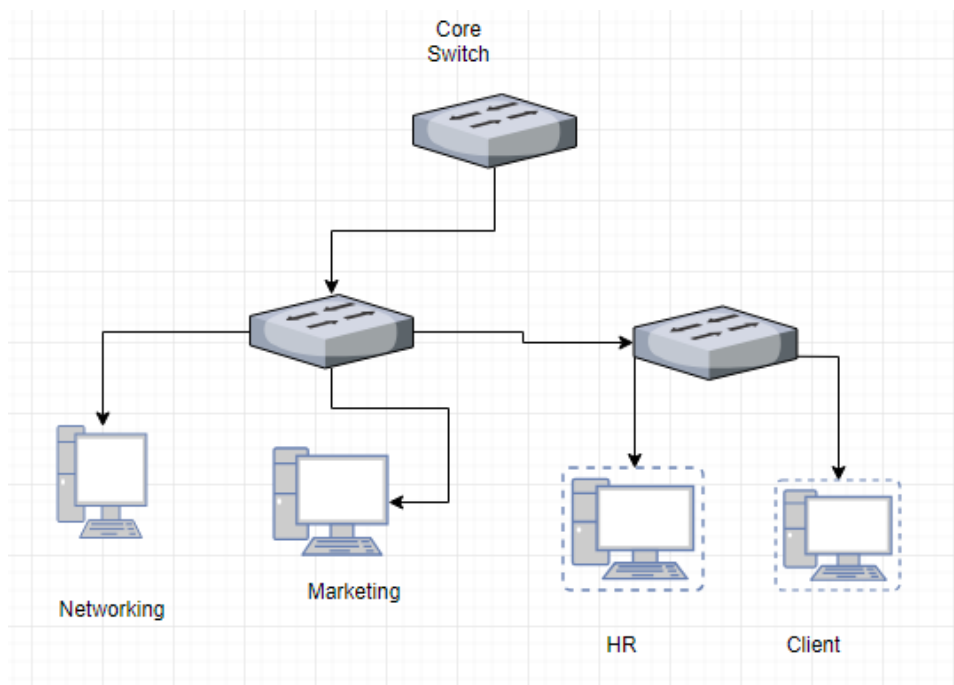 Core
Switch
Networking
Marketing
HR
Client